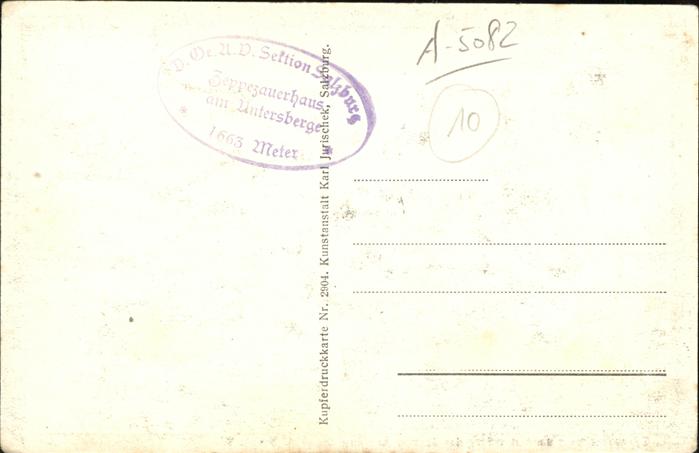 D. Oe. A. V. Sektion Salzburg
Zeppezauerhaus
am Untersberge
* 1663 Meter *
Kupferdruckkarte Nr. 2904. Kunstanstalt Karl Jurischek, Salzburg.
A-5082
10